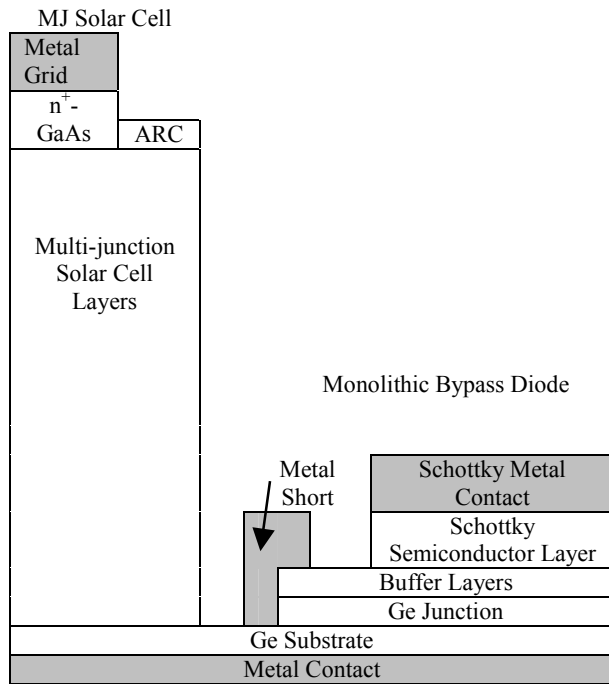 MJ Solar Cell
Metal
Grid
n+-
GaAs
ARC
Multi-junction
Solar Cell
Layers
Monolithic Bypass Diode
Metal
Short
Schottky Metal
Contact
Schottky
Semiconductor Layer
Buffer Layers
Ge Junction
Ge Substrate
Metal Contact